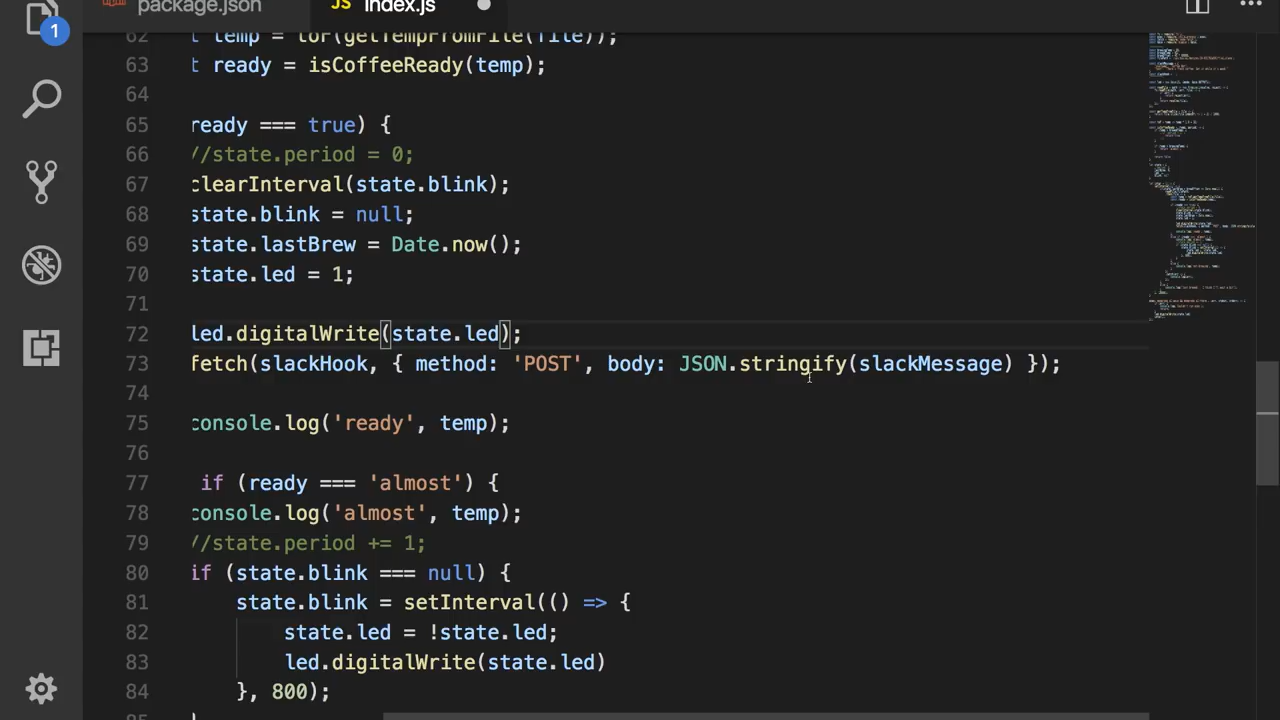 package.json
JS index.js
1
62 t temp = toF(getTempFromFile(file));
63 t ready = isCoffeeReady(temp);
64
65 ready === true) {
66 //state.period = 0;
67 clearInterval(state.blink);
68 state.blink = null;
69 state.lastBrew = Date.now();
70 state.led = 1;
71
72 led.digitalWrite(state.led);
73 fetch(slackHook, { method: 'POST', body: JSON.stringify(slackMessage) });
74
75 console.log('ready', temp);
76
77 if (ready === 'almost') {
78 console.log('almost', temp);
79 //state.period += 1;
80 if (state.blink === null) {
81 state.blink = setInterval(() => {
82 state.led = !state.led;
83 led.digitalWrite(state.led)
84 }, 800);